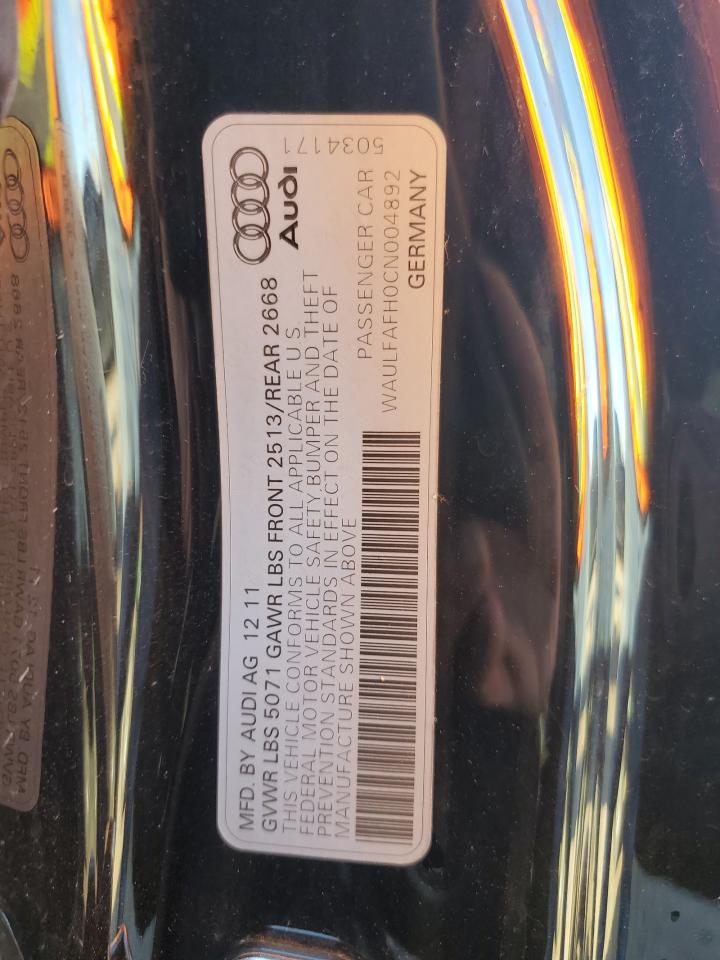 MFD. BY AUDI AG 12 11
GVWR LBS 5071 GAWR LBS FRONT 2513/REAR 2668
THIS VEHICLE CONFORMS TO ALL APPLICABLE U S
FEDERAL MOTOR VEHICLE SAFETY BUMPER AND THEFT
PREVENTION STANDARDS IN EFFECT ON THE DATE OF
MANUFACTURE SHOWN ABOVE
Audi
5034171
PASSENGER CAR
WAULFAFH0CN004892
GERMANY